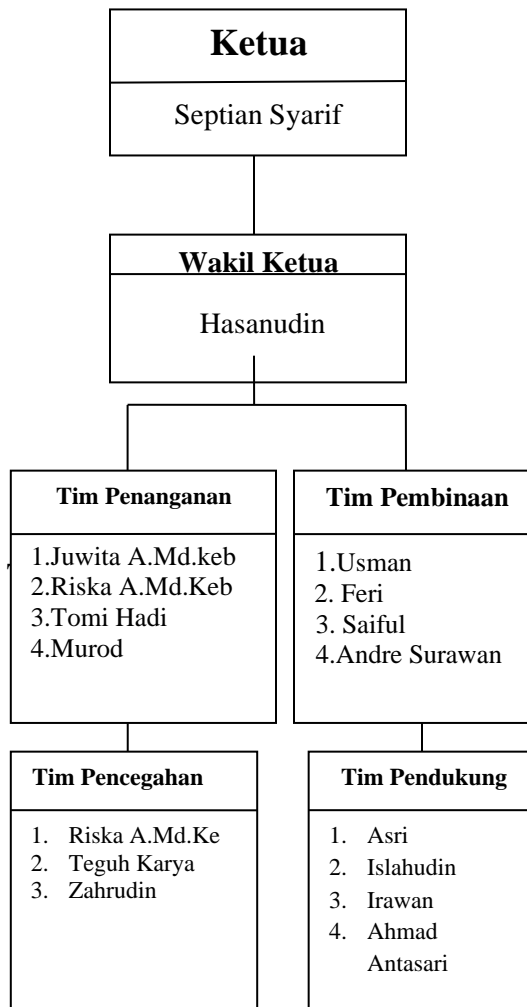 Ketua
Septian Syarif
Wakil Ketua
Hasanudin
Tim Penanganan
1.Juwita A.Md.keb
2.Riska A.Md.Keb
3.Tomi Hadi
4.Murod
Tim Pembinaan
1.Usman
2. Feri
3. Saiful
4.Andre Surawan
Tim Pencegahan
1. Riska A.Md.Ke
2. Teguh Karya
3. Zahrudin
Tim Pendukung
1. Asri
2. Islahudin
3. Irawan
4. Ahmad
Antasari